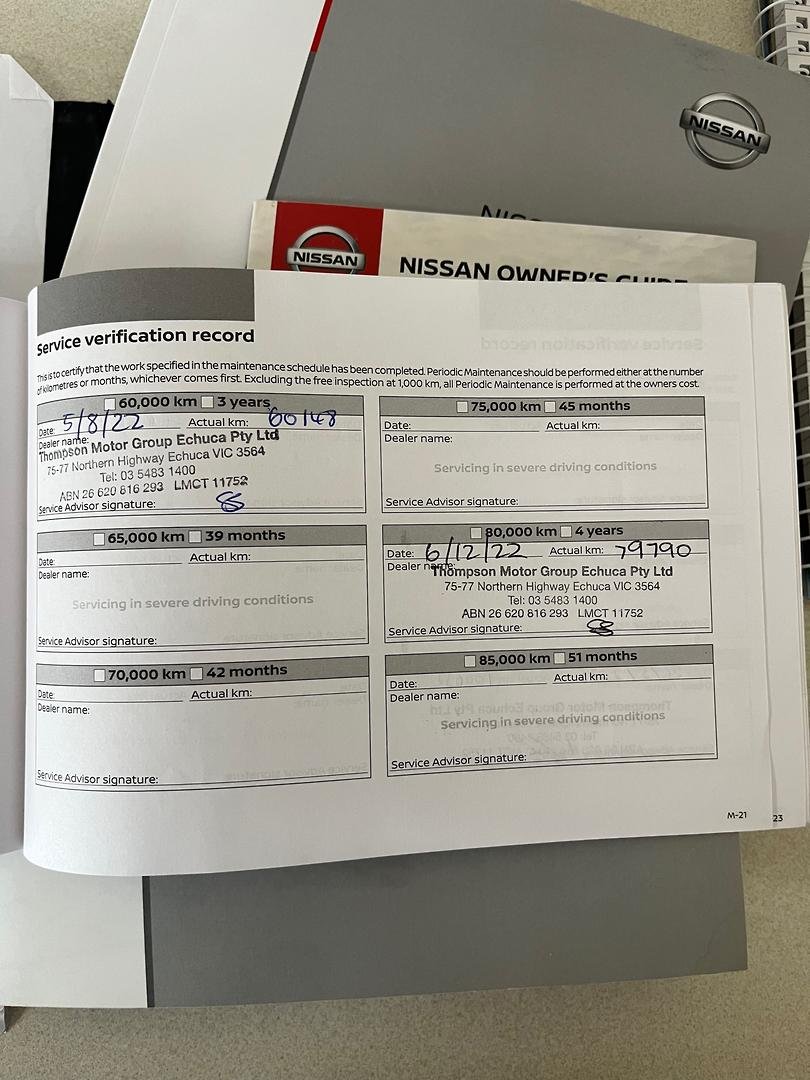 NISSAN
NISSAN
NISSAN OWNER'S GUIDE
Service verification record
This is to certify that the work specified in the maintenance schedule has been completed. Periodic Maintenance should be performed either at the number
of kilometres or months, whichever comes first. Excluding the free inspection at 1,000 km, all Periodic Maintenance is performed at the owners cost.
60,000 km 3 years
Date: 5/8/22 Actual km: 60148
Dealer name:
Thompson Motor Group Echuca Pty Ltd
75-77 Northern Highway Echuca VIC 3564
Tel: 03 5483 1400
ABN 26 620 816 293 LMCT 11752
Service Advisor signature:
65,000 km 39 months
Date: Actual km:
Dealer name:
Servicing in severe driving conditions
Service Advisor signature:
70,000 km 42 months
Date: Actual km:
Dealer name:
Service Advisor signature:
75,000 km 45 months
Date: Actual km:
Dealer name:
Servicing in severe driving conditions
Service Advisor signature:
80,000 km 4 years
Date: 6/12/22 Actual km: 79790
Dealer name:
Thompson Motor Group Echuca Pty Ltd
75-77 Northern Highway Echuca VIC 3564
Tel: 03 5483 1400
ABN 26 620 816 293 LMCT 11752
Service Advisor signature:
85,000 km 51 months
Date: Actual km:
Dealer name:
Servicing in severe driving conditions
Service Advisor signature:
M-21
23